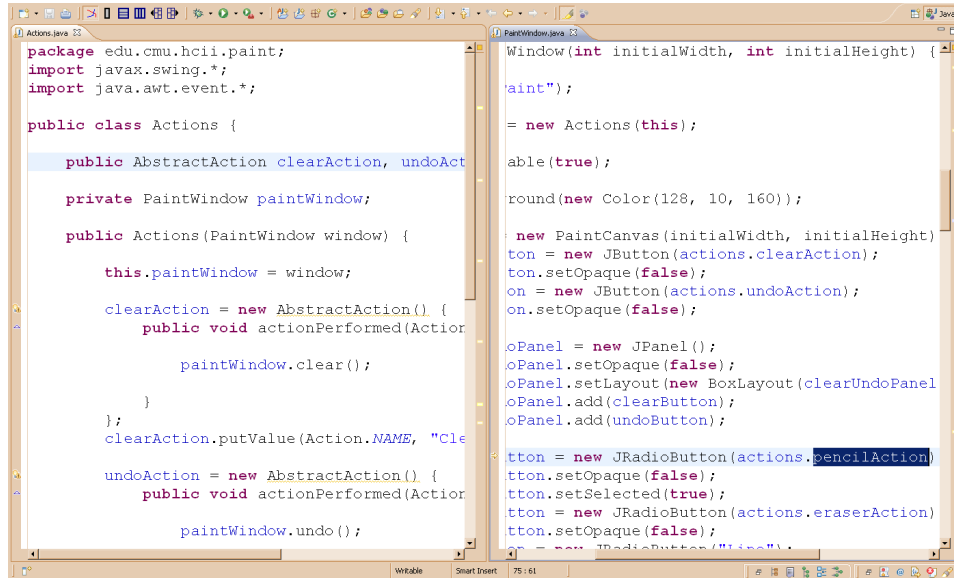 Java
Actions.java
package edu.cmu.hcii.paint;
import javax.swing.*;
import java.awt.event.*;
public class Actions {
public AbstractAction clearAction, undoAct
private PaintWindow paintWindow;
public Actions(PaintWindow window) {
this.paintWindow = window;
clearAction = new AbstractAction() {
public void actionPerformed(Action
paintWindow.clear();
}
};
clearAction.putValue(Action.NAME, "Cle
undoAction = new AbstractAction() {
public void actionPerformed(Action
paintWindow.undo();
PaintWindow.java
Window(int initialWidth, int initialHeight) {
aint");
= new Actions(this);
able(true);
round(new Color(128, 10, 160));
new PaintCanvas(initialWidth, initialHeight)
ton = new JButton(actions.clearAction);
ton.setOpaque(false);
on = new JButton(actions.undoAction);
on.setOpaque(false);
oPanel = new JPanel();
oPanel.setOpaque(false);
oPanel.setLayout(new BoxLayout(clearUndoPanel
oPanel.add(clearButton);
oPanel.add(undoButton);
tton = new JRadioButton(actions.pencilAction)
tton.setOpaque(false);
tton.setSelected(true);
tton = new JRadioButton(actions.eraserAction)
tton.setOpaque(false);
on = new JRadioButton("Line");
Writable
Smart Insert
75 : 61